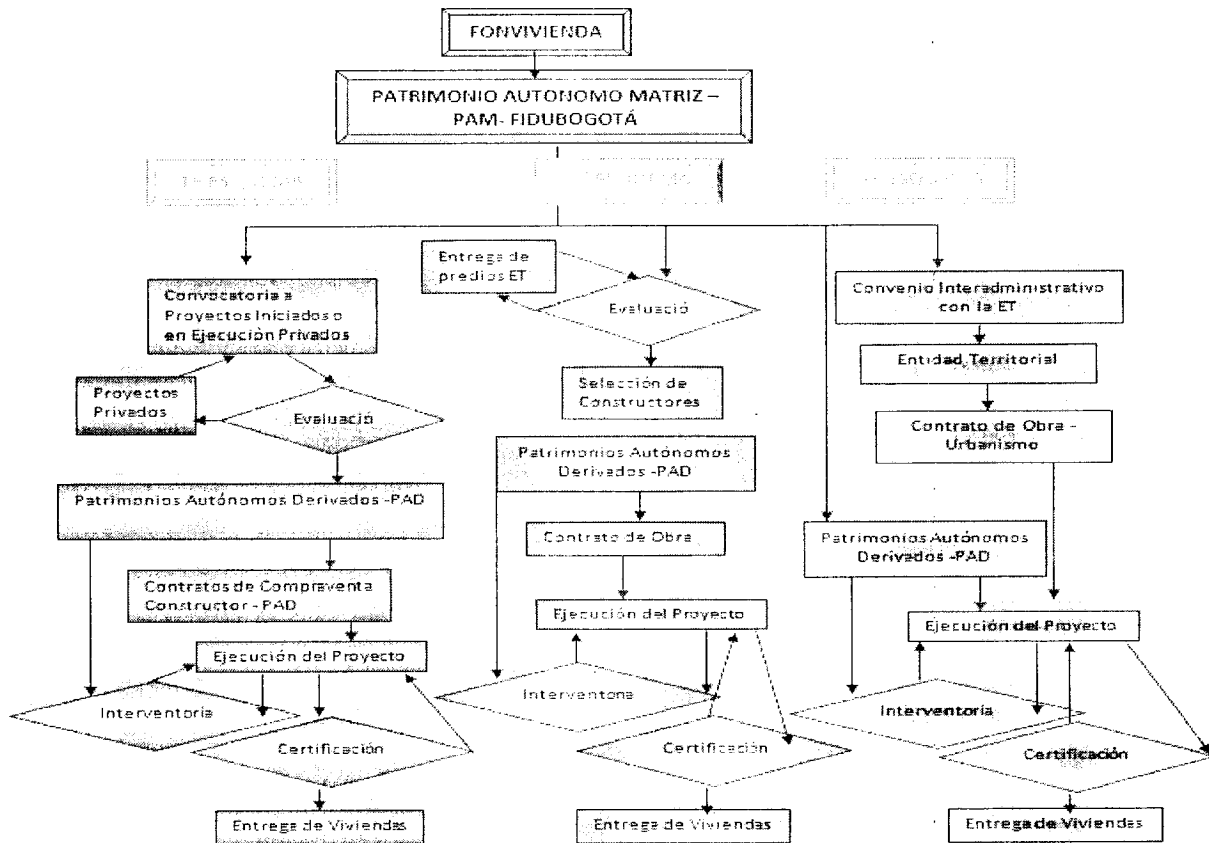 FONVIVIENDA
PATRIMONIO AUTONOMO MATRIZ –
PAM- FIDUBOGOTÁ
Convocatoria a
Proyectos Iniciados o
en Ejecución Privados
Proyectos
Privados
Evaluació
Patrimonios Autónomos Derivados -PAD
Contratos de Compraventa
Constructor - PAD
Ejecución del Proyecto
Interventoría
Certificación
Entrega de Viviendas
Entrega de
predios ET
Evaluació
Selección de
Constructores
Patrimonios Autónomos
Derivados -PAD
Contrato de Obra
Ejecución del Proyecto
Interventoría
Certificación
Entrega de Viviendas
Convenio Interadministrativo
con la ET
Entidad Territorial
Contrato de Obra -
Urbanismo
Patrimonios Autónomos
Derivados -PAD
Ejecución del Proyecto
Interventoría
Certificación
Entrega de Viviendas